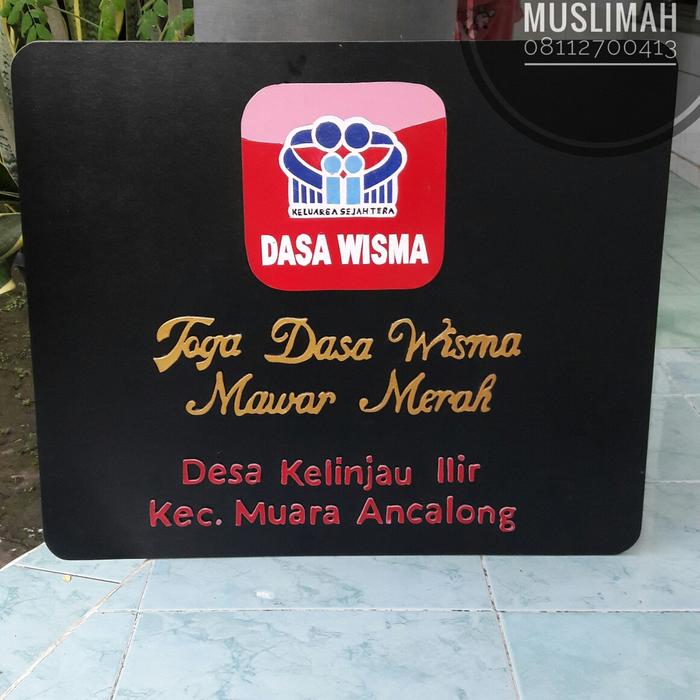 MUSLIMAH
08112700413
KELUARGA SEJAHTERA
DASA WISMA
Toga Dasa Wisma
Mawar Merah
Desa Kelinjau Ilir
Kec. Muara Ancalong